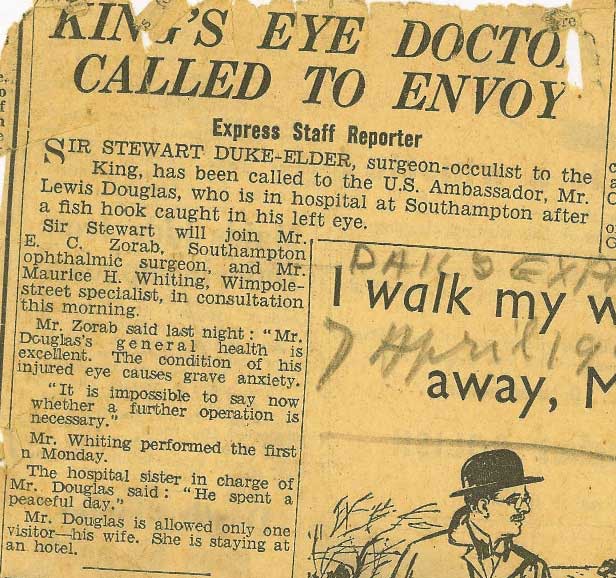 KING'S EYE DOCTO
CALLED TO ENVOY
Express Staff Reporter
SIR STEWART DUKE-ELDER, surgeon-occulist to the
King, has been called to the U.S. Ambassador, Mr.
Lewis Douglas, who is in hospital at Southampton after
a fish hook caught in his left eye.
Sir Stewart will join Mr.
E. C. Zorab, Southampton
ophthalmic surgeon, and Mr.
Maurice H. Whiting, Wimpole-
street specialist, in consultation
this morning.
Mr. Zorab said last night: "Mr.
Douglas's general health is
excellent. The condition of his
injured eye causes grave anxiety.
"It is impossible to say now
whether a further operation is
necessary."
Mr. Whiting performed the first
n Monday.
The hospital sister in charge of
Mr. Douglas said: "He spent a
peaceful day."
Mr. Douglas is allowed only one
visitor—his wife. She is staying at
an hotel.
DAILY EXP
I walk my w
7 April 19
away, M